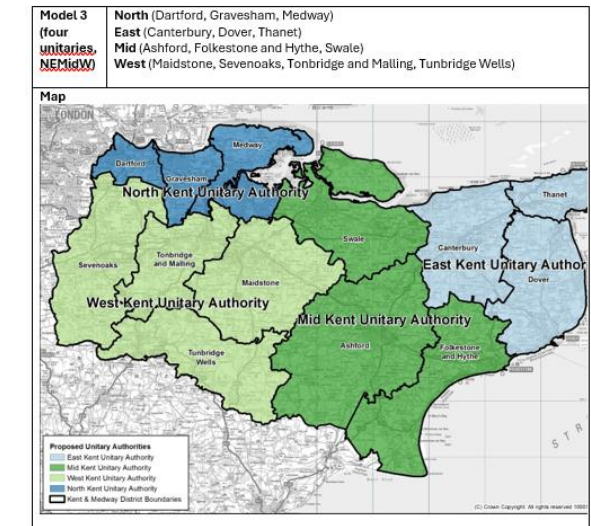 Model 3 North (Dartford, Gravesham, Medway)
(four East (Canterbury, Dover, Thanet)
unitaries, Mid (Ashford, Folkestone and Hythe, Swale)
NEMidW) West (Maidstone, Sevenoaks, Tonbridge and Malling, Tunbridge Wells)
Map
LONDON
Medway
Dartford
Gravesham
North Kent Unitary Authority
Thanet
Swale
Canterbury
Tonbridge
and Malling
Sevenoaks
East Kent Unitary Author
Dover
Maidstone
West Kent Unitary Authority
Mid Kent Unitary Authority
Ashford
Folkestone
and Hythe
Tunbridge
Wells
STR
Proposed Unitary Authorities
East Kent Unitary Authority
Mid Kent Unitary Authority
West Kent Unitary Authority
North Kent Unitary Authority
Kent & Medway District Boundaries
(C) Crown Copyright. All rights reserved